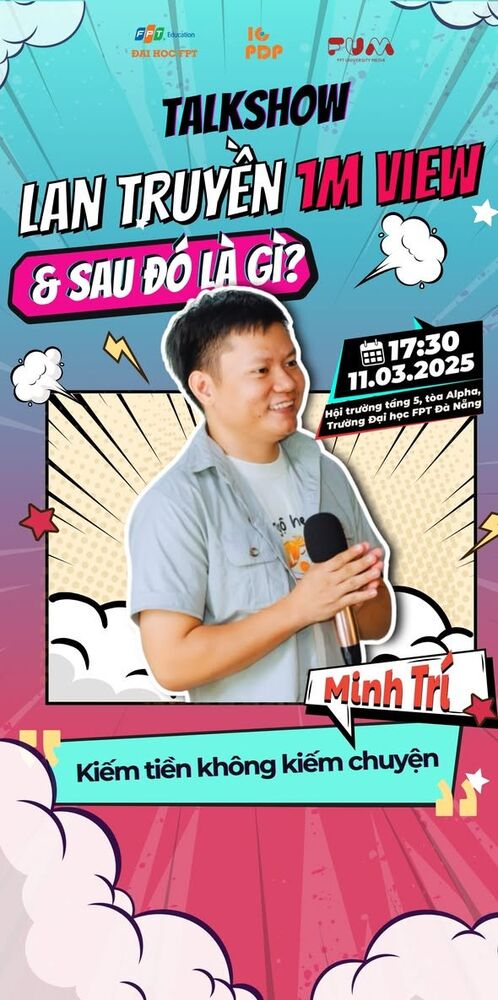 FPT Education
ĐẠI HỌC FPT
IC
PDP
FUM
FPT UNIVERSITY MEDIA
TALKSHOW
LAN TRUYỀN 1M VIEW
& SAU ĐÓ LÀ GÌ?
17:30
11.03.2025
Hội trường tầng 5, tòa Alpha,
Trường Đại học FPT Đà Nẵng
Minh Trí
Kiếm tiền không kiếm chuyện